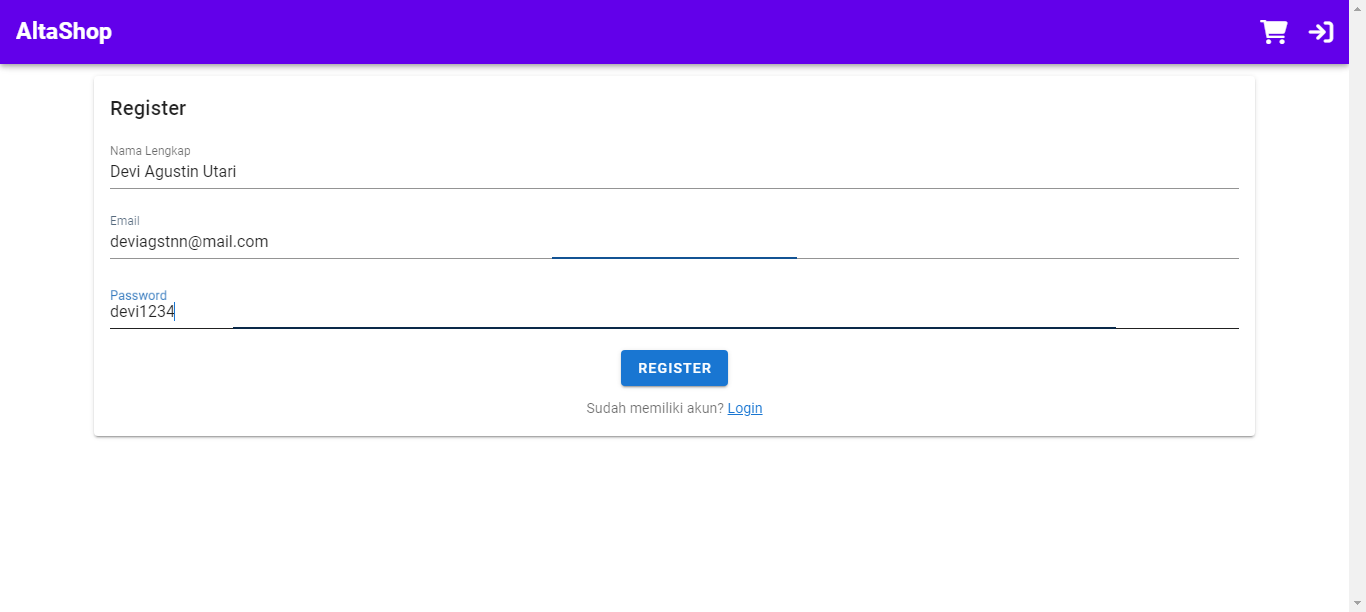 AltaShop
Register
Nama Lengkap
Devi Agustin Utari
Email
deviagstnn@mail.com
Password
devi1234
REGISTER
Sudah memiliki akun? Login